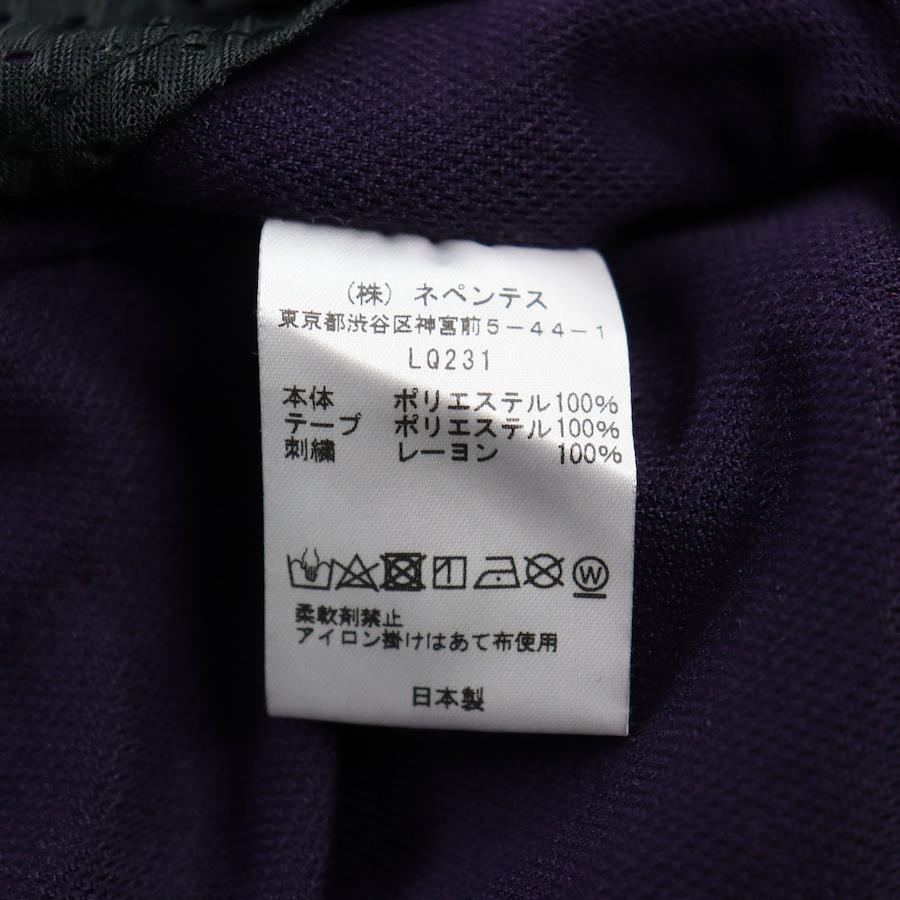 （株）ネペンテス
東京都渋谷区神宮前5-44-1
LQ231
本体 ポリエステル100%
テープ ポリエステル100%
刺繍 レーヨン 100%
W
柔軟剤禁止
アイロン掛けはあて布使用
日本製